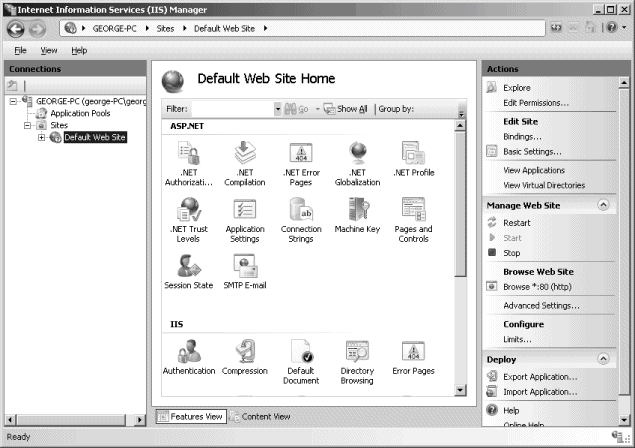 Internet Information Services (IIS) Manager
GEORGE-PC Sites Default Web Site
File View Help
Connections
GEORGE-PC (george-pc\georg
Application Pools
Sites
Default Web Site
Default Web Site Home
Filter: Go Show All Group by:
ASP.NET
.NET Authorizati... .NET Compilation .NET Error Pages .NET Globalization .NET Profile
.NET Trust Levels Application Settings Connection Strings Machine Key Pages and Controls
Session State SMTP E-mail
IIS
Authentication Compression Default Document Directory Browsing Error Pages
Features View Content View
Actions
Explore
Edit Permissions...
Edit Site
Bindings...
Basic Settings...
View Applications
View Virtual Directories
Manage Web Site
Restart
Start
Stop
Browse Web Site
Browse *:80 (http)
Advanced Settings...
Configure
Limits...
Deploy
Export Application...
Import Application...
Help
Online Help
Ready